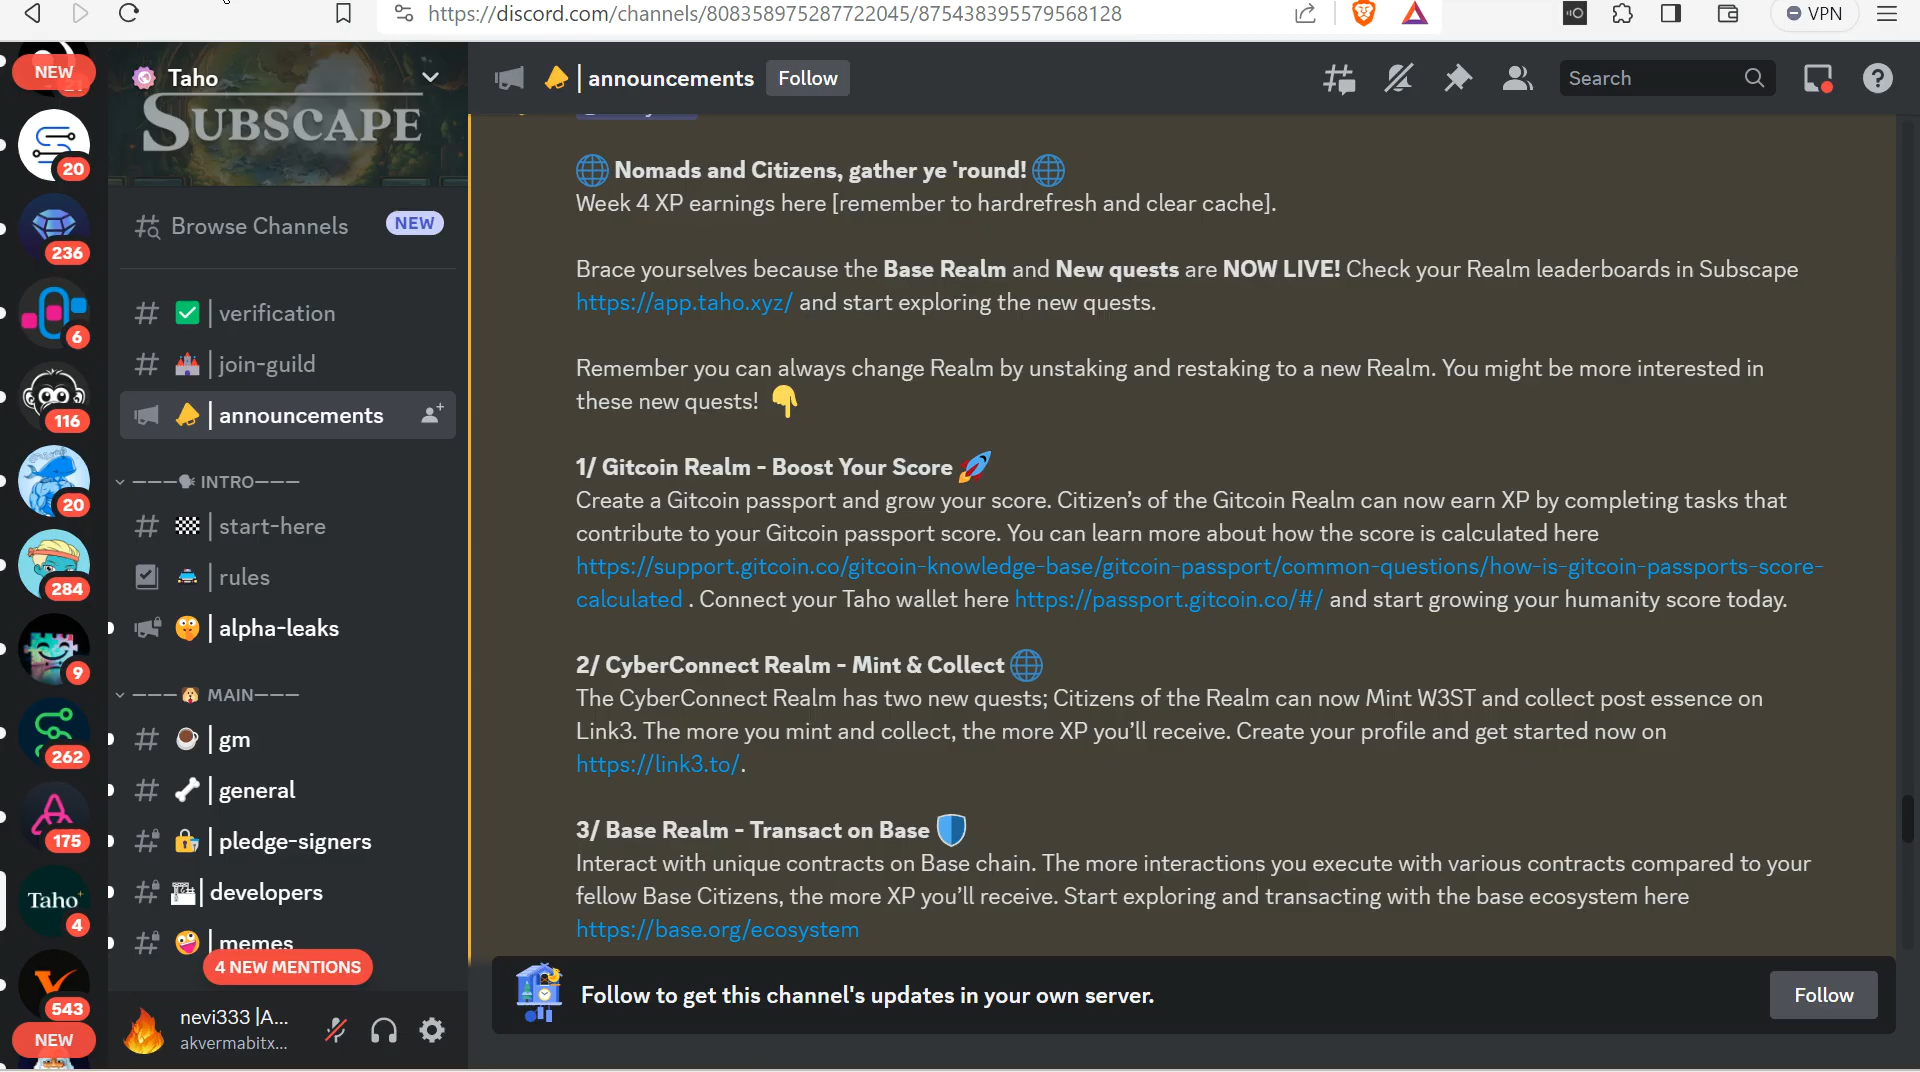 https://discord.com/channels/808358975287722045/875438395579568128
VPN
NEW
20
236
6
116
20
284
9
262
175
Taho+
4
543
NEW
Taho
SUBSCAPE
Browse Channels NEW
verification
join-guild
announcements
———🗣 INTRO———
start-here
rules
alpha-leaks
——— MAIN———
gm
general
pledge-signers
developers
memes
4 NEW MENTIONS
nevi333 |A...
akvermabitx...
announcements Follow
Search
Nomads and Citizens, gather ye 'round!
Week 4 XP earnings here [remember to hardrefresh and clear cache].
Brace yourselves because the Base Realm and New quests are NOW LIVE! Check your Realm leaderboards in Subscape
https://app.taho.xyz/ and start exploring the new quests.
Remember you can always change Realm by unstaking and restaking to a new Realm. You might be more interested in
these new quests! 👇
1/ Gitcoin Realm - Boost Your Score 🚀
Create a Gitcoin passport and grow your score. Citizen’s of the Gitcoin Realm can now earn XP by completing tasks that
contribute to your Gitcoin passport score. You can learn more about how the score is calculated here
https://support.gitcoin.co/gitcoin-knowledge-base/gitcoin-passport/common-questions/how-is-gitcoin-passports-score-
calculated . Connect your Taho wallet here https://passport.gitcoin.co/#/ and start growing your humanity score today.
2/ CyberConnect Realm - Mint & Collect 🌐
The CyberConnect Realm has two new quests; Citizens of the Realm can now Mint W3ST and collect post essence on
Link3. The more you mint and collect, the more XP you’ll receive. Create your profile and get started now on
https://link3.to/.
3/ Base Realm - Transact on Base 🛡
Interact with unique contracts on Base chain. The more interactions you execute with various contracts compared to your
fellow Base Citizens, the more XP you’ll receive. Start exploring and transacting with the base ecosystem here
https://base.org/ecosystem
Follow to get this channel's updates in your own server.
Follow